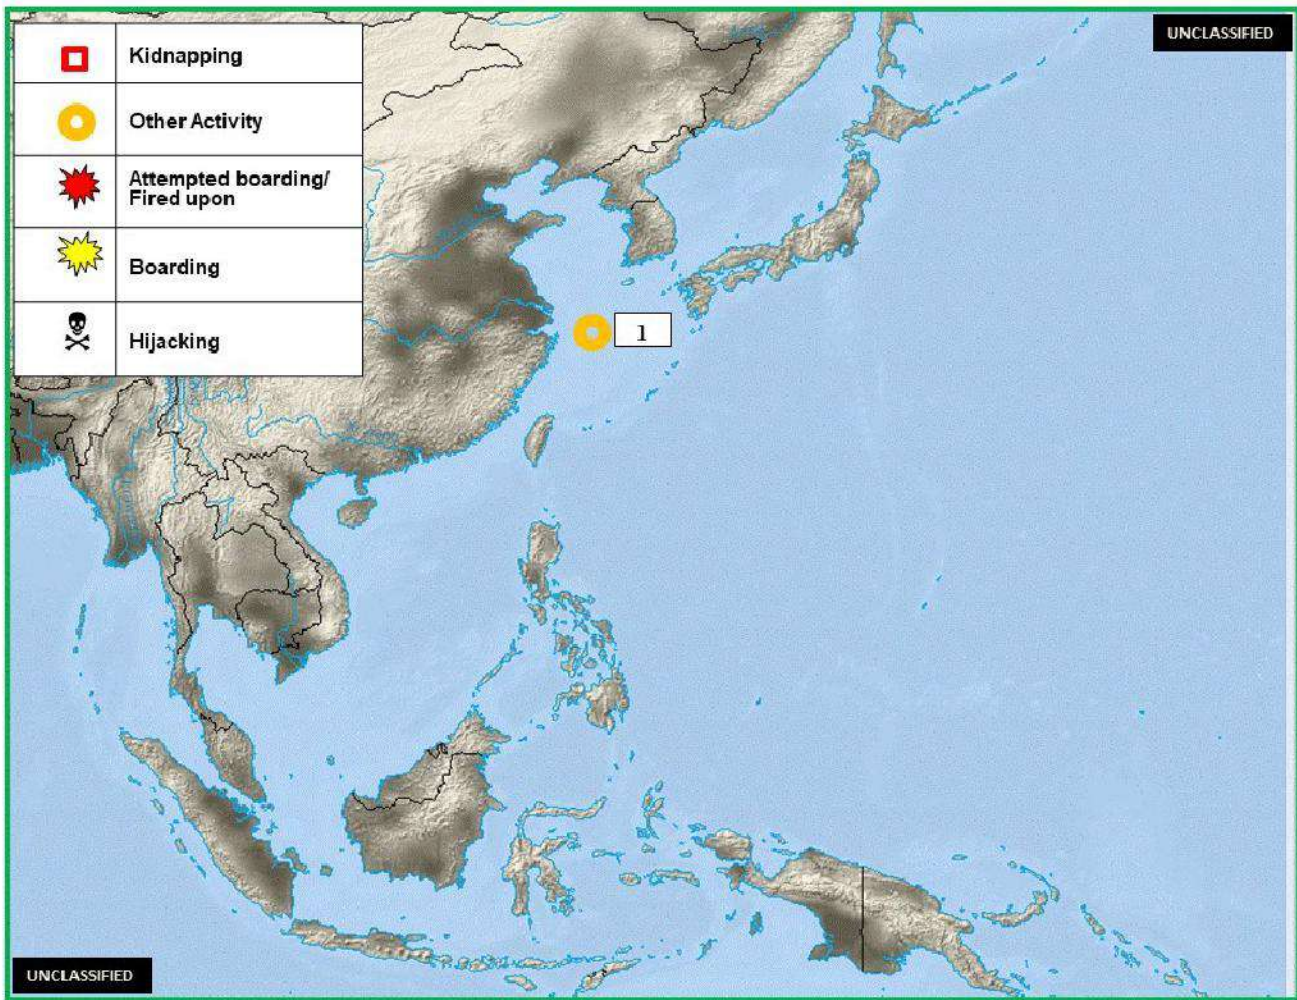 UNCLASSIFIED
Kidnapping
Other Activity
Attempted boarding/
Fired upon
Boarding
Hijacking
1
UNCLASSIFIED